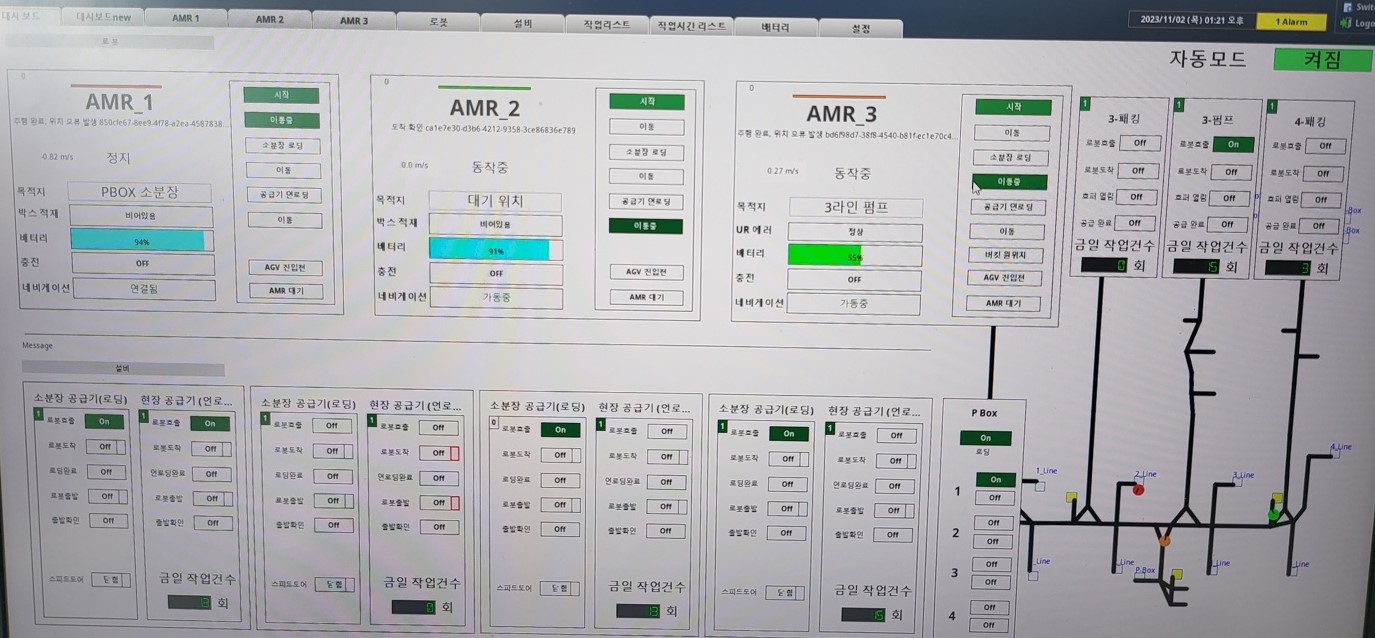 대시보드 대시보드new AMR 1 AMR 2 AMR 3 로봇 설비 작업리스트 작업시간 리스트 배터리 설정
2023/11/02 (목) 01:21 오후 1 Alarm
로봇
자동모드 켜짐
0
AMR_1
정지
-0.82 m/s
목적지 PBOX 소분장
박스 적재 비어있음
배터리 94%
충전 OFF
네비게이션 연결됨
시작
이동중
소분장 로딩
이동
공급기 언로딩
이동
AGV 진입전
AMR 대기
0
AMR_2
도착 확인 ca1e7e30-d3b6-4212-9358-3ce86836e789
0.0 m/s 동작중
목적지 대기 위치
박스 적재 비어있음
배터리 91%
충전 OFF
네비게이션 가동중
시작
이동
소분장 로딩
이동
공급기 언로딩
이동중
AGV 진입전
AMR 대기
0
AMR_3
주행 완료, 위치 오류 발생 bd6f98d7-38f8-4540-b81f-ec1e70c4...
0.27 m/s 동작중
목적지 3라인 펌프
UR 에러 정상
배터리 55%
충전 OFF
네비게이션 가동중
시작
이동
소분장 로딩
이동중
공급기 언로딩
이동
버킷 원위치
AGV 진입전
AMR 대기
1
3-패킹
로봇호출 Off
로봇도착 Off
호퍼 열림 Off
공급 완료 Off
금일 작업건수
0 회
1
3-펌프
로봇호출 On
로봇도착 Off
호퍼 열림 Off
공급 완료 Off
금일 작업건수
15 회
1
4-패킹
로봇호출 Off
로봇도착 Off
호퍼 열림 Off
공급 완료 Off
금일 작업건수
3 회
Box
Box
Message
설비
소분장 공급기(로딩)
1 로봇호출 On
로봇도착 Off
로딩완료 Off
로봇출발 Off
출발확인 Off
스피드도어 닫힘
현장 공급기 (언로...
1 로봇호출 On
로봇도착 Off
언로딩완료 Off
로봇출발 Off
출발확인 Off
금일 작업건수
3 회
소분장 공급기(로딩)
1 로봇호출 Off
로봇도착 Off
로딩완료 Off
로봇출발 Off
출발확인 Off
스피드도어 닫힘
현장 공급기 (언로...
1 로봇호출 Off
로봇도착 Off
언로딩완료 Off
로봇출발 Off
출발확인 Off
금일 작업건수
0 회
소분장 공급기(로딩)
0 로봇호출 On
로봇도착 Off
로딩완료 Off
로봇출발 Off
출발확인 Off
스피드도어 닫힘
현장 공급기 (언로...
1 로봇호출 Off
로봇도착 Off
언로딩완료 Off
로봇출발 Off
출발확인 Off
금일 작업건수
회
소분장 공급기(로딩)
1 로봇호출 On
로봇도착 Off
로딩완료 Off
로봇출발 Off
출발확인 Off
스피드도어 닫힘
현장 공급기 (언로...
1 로봇호출 Off
로봇도착 Off
언로딩완료 Off
로봇출발 Off
출발확인 Off
금일 작업건수
15 회
P Box
On
로딩
1 On
Off
2 Off
Off
3 Off
Off
4 Off
Off
1_Line
2_Line
3_Line
4_Line
Line
Line
P-Box
Line
Line